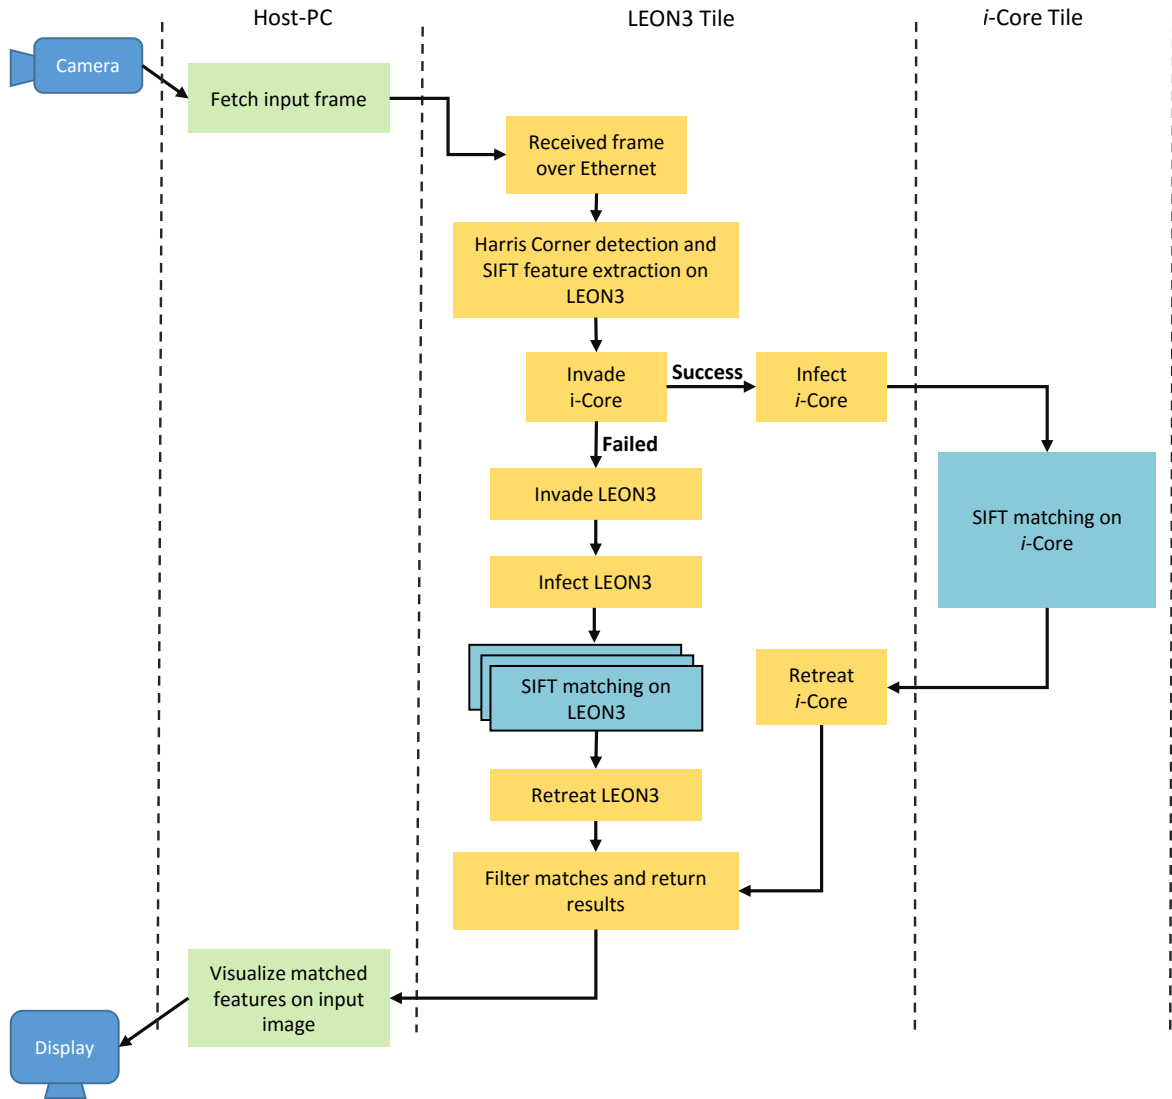 Host-PC
LEON3 Tile
i-Core Tile
Camera
Fetch input frame
Received frame
over Ethernet
Harris Corner detection and
SIFT feature extraction on
LEON3
Invade
i-Core
Success
Infect
i-Core
Failed
Invade LEON3
SIFT matching on
i-Core
Infect LEON3
SIFT matching on
LEON3
Retreat
i-Core
Retreat LEON3
Filter matches and return
results
Visualize matched
features on input
image
Display